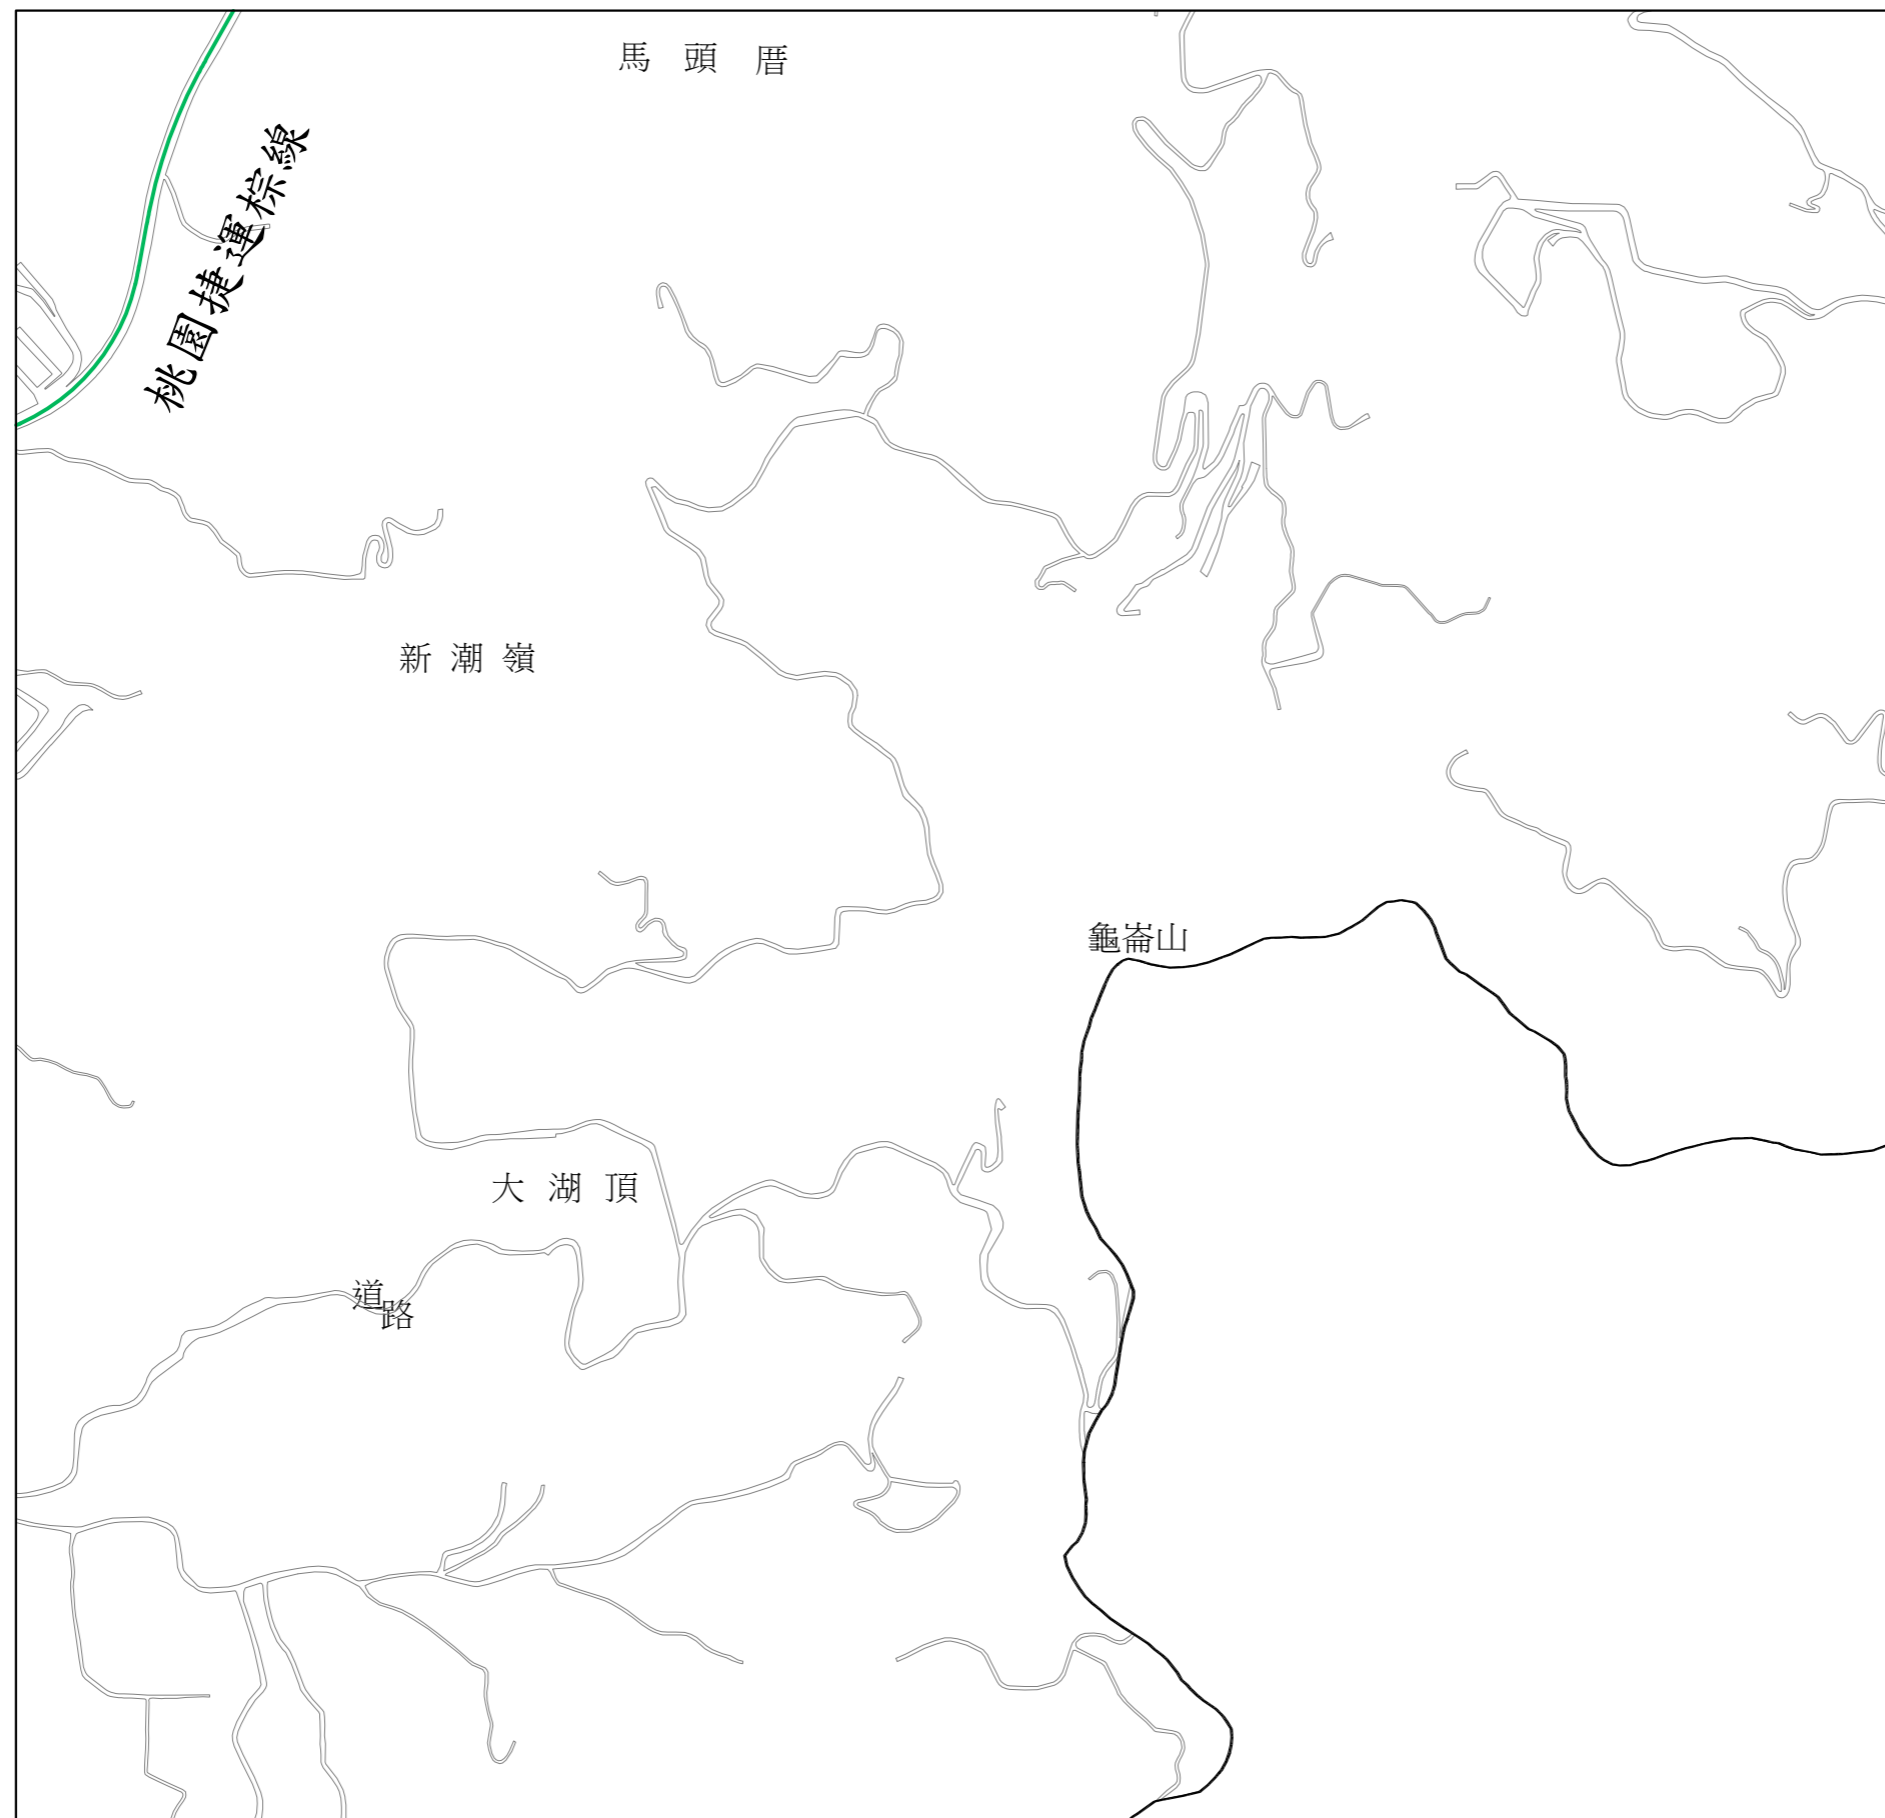 馬頭厝
桃園捷運棕線
新潮嶺
龜崙山
大湖頂
道路